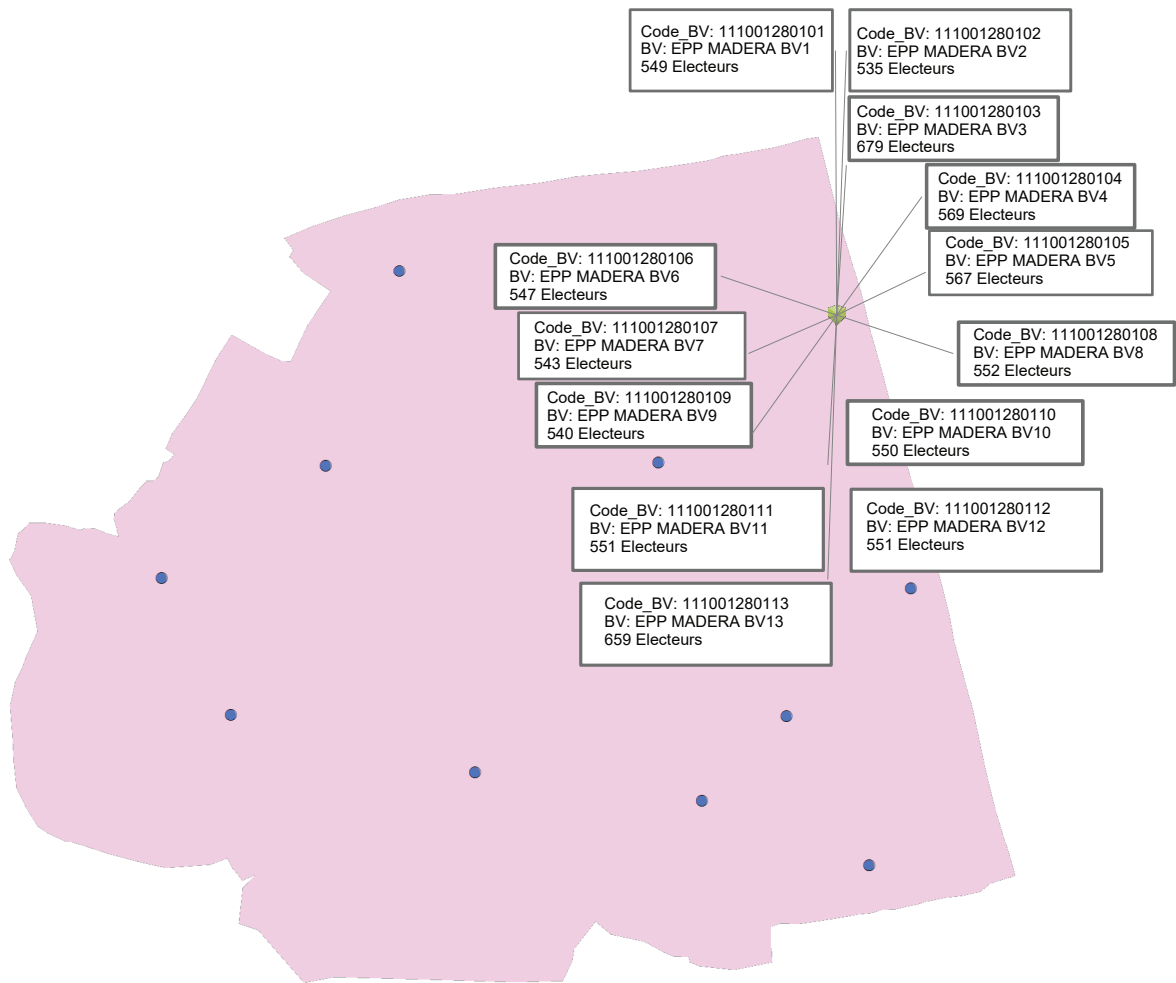 Code_BV: 111001280101
BV: EPP MADERA BV1
549 Electeurs
Code_BV: 111001280102
BV: EPP MADERA BV2
535 Electeurs
Code_BV: 111001280103
BV: EPP MADERA BV3
679 Electeurs
Code_BV: 111001280104
BV: EPP MADERA BV4
569 Electeurs
Code_BV: 111001280105
BV: EPP MADERA BV5
567 Electeurs
Code_BV: 111001280106
BV: EPP MADERA BV6
547 Electeurs
Code_BV: 111001280107
BV: EPP MADERA BV7
543 Electeurs
Code_BV: 111001280108
BV: EPP MADERA BV8
552 Electeurs
Code_BV: 111001280109
BV: EPP MADERA BV9
540 Electeurs
Code_BV: 111001280110
BV: EPP MADERA BV10
550 Electeurs
Code_BV: 111001280111
BV: EPP MADERA BV11
551 Electeurs
Code_BV: 111001280112
BV: EPP MADERA BV12
551 Electeurs
Code_BV: 111001280113
BV: EPP MADERA BV13
659 Electeurs